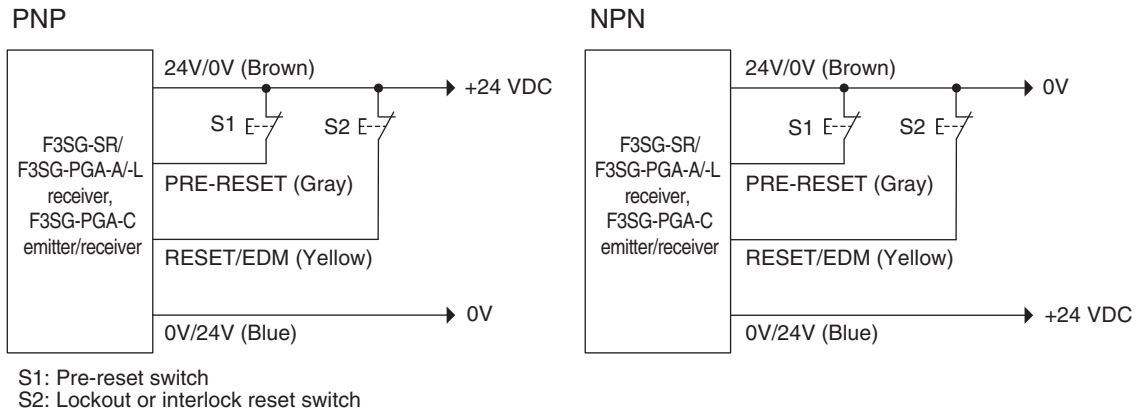 PNP
24V/0V (Brown)
+24 VDC
S1
S2
F3SG-SR/
F3SG-PGA-A/-L
receiver,
F3SG-PGA-C
emitter/receiver
PRE-RESET (Gray)
RESET/EDM (Yellow)
0V
0V/24V (Blue)
NPN
24V/0V (Brown)
0V
S1
S2
F3SG-SR/
F3SG-PGA-A/-L
receiver,
F3SG-PGA-C
emitter/receiver
PRE-RESET (Gray)
RESET/EDM (Yellow)
+24 VDC
0V/24V (Blue)
S1: Pre-reset switch
S2: Lockout or interlock reset switch